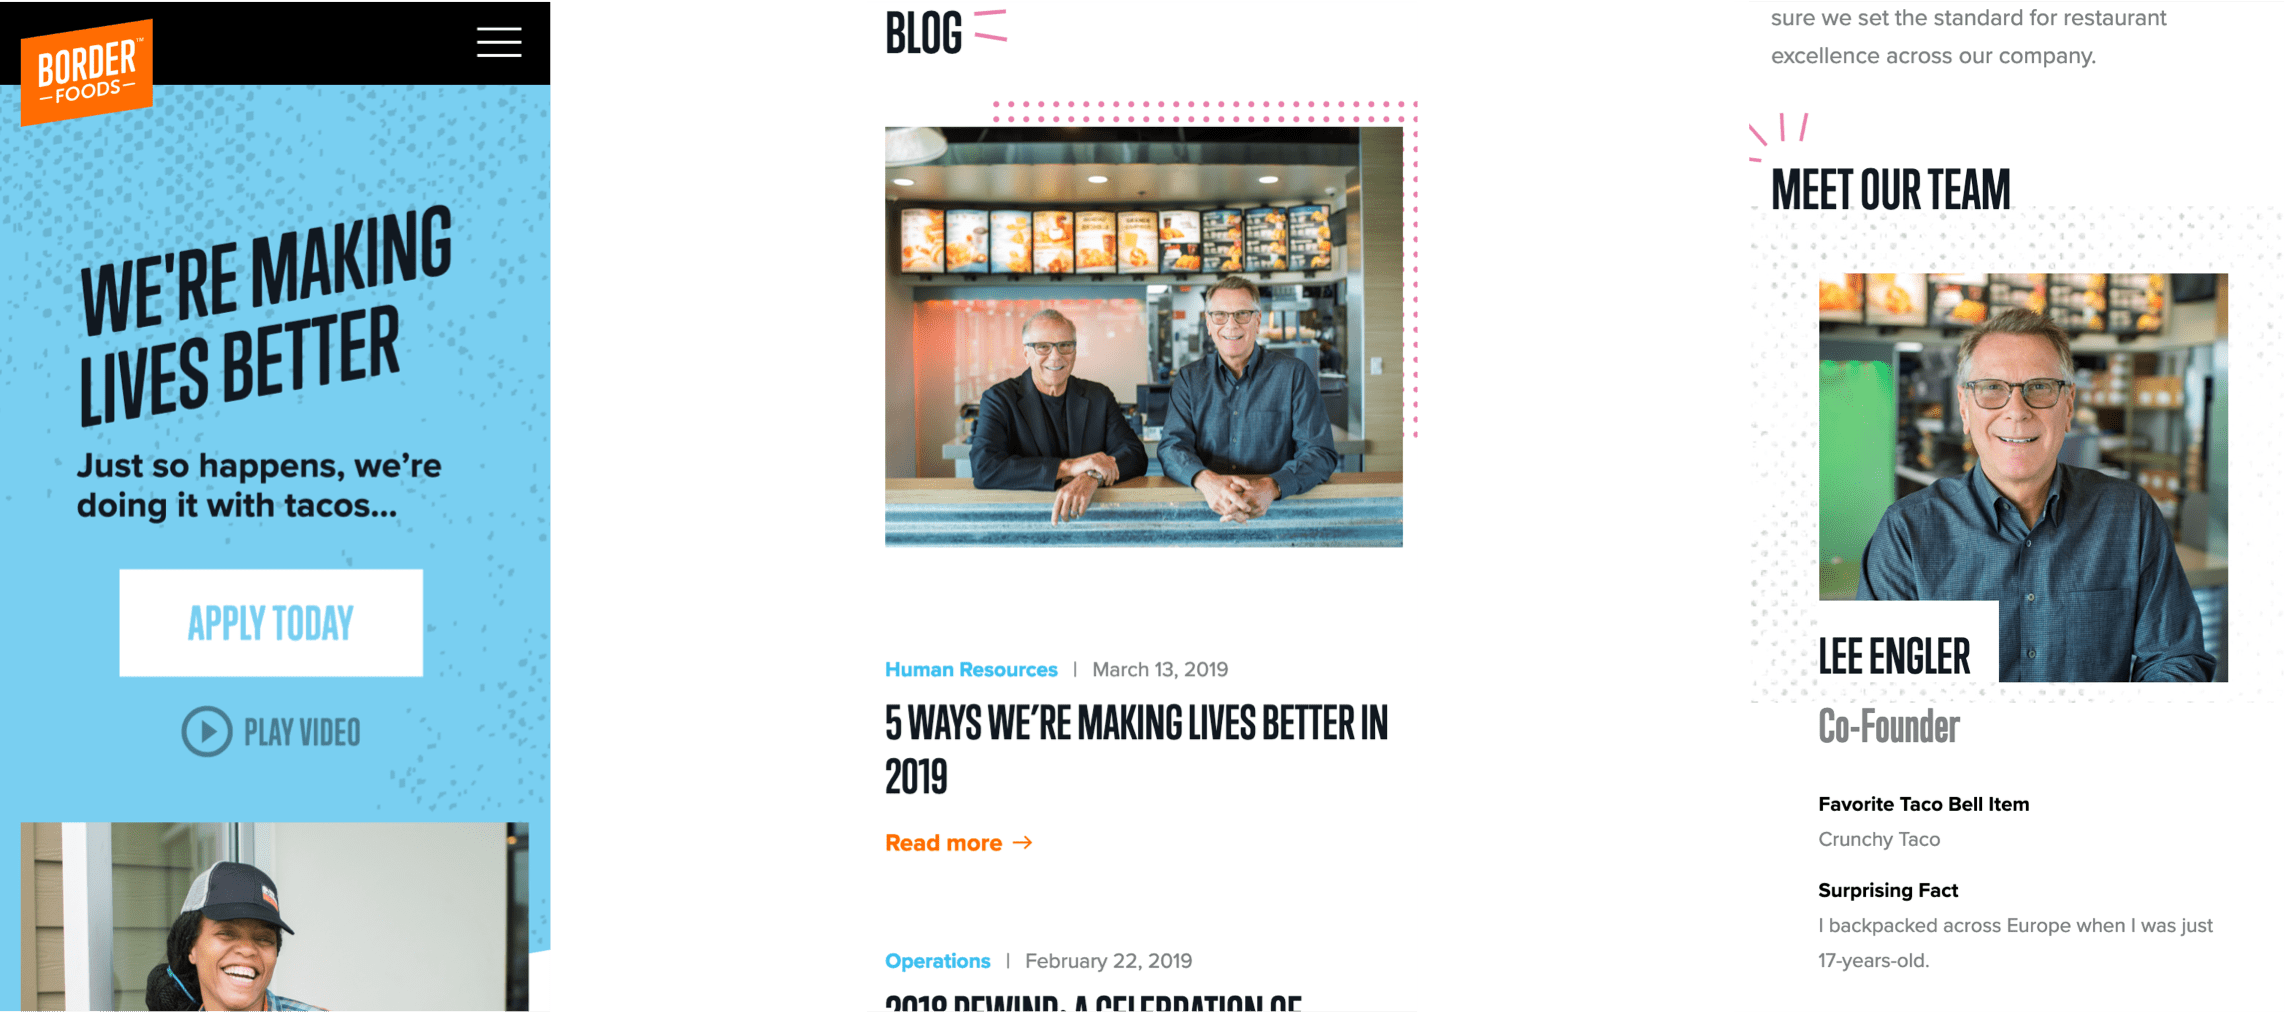 BORDER™
FOODS
WE'RE MAKING
LIVES BETTER
Just so happens, we’re
doing it with tacos...
APPLY TODAY
PLAY VIDEO
BLOG
Human Resources | March 13, 2019
5 WAYS WE’RE MAKING LIVES BETTER IN
2019
Read more →
Operations | February 22, 2019
2018 REWIND: A CELEBRATION OF
sure we set the standard for restaurant
excellence across our company.
MEET OUR TEAM
LEE ENGLER
Co-Founder
Favorite Taco Bell Item
Crunchy Taco
Surprising Fact
I backpacked across Europe when I was just
17-years-old.